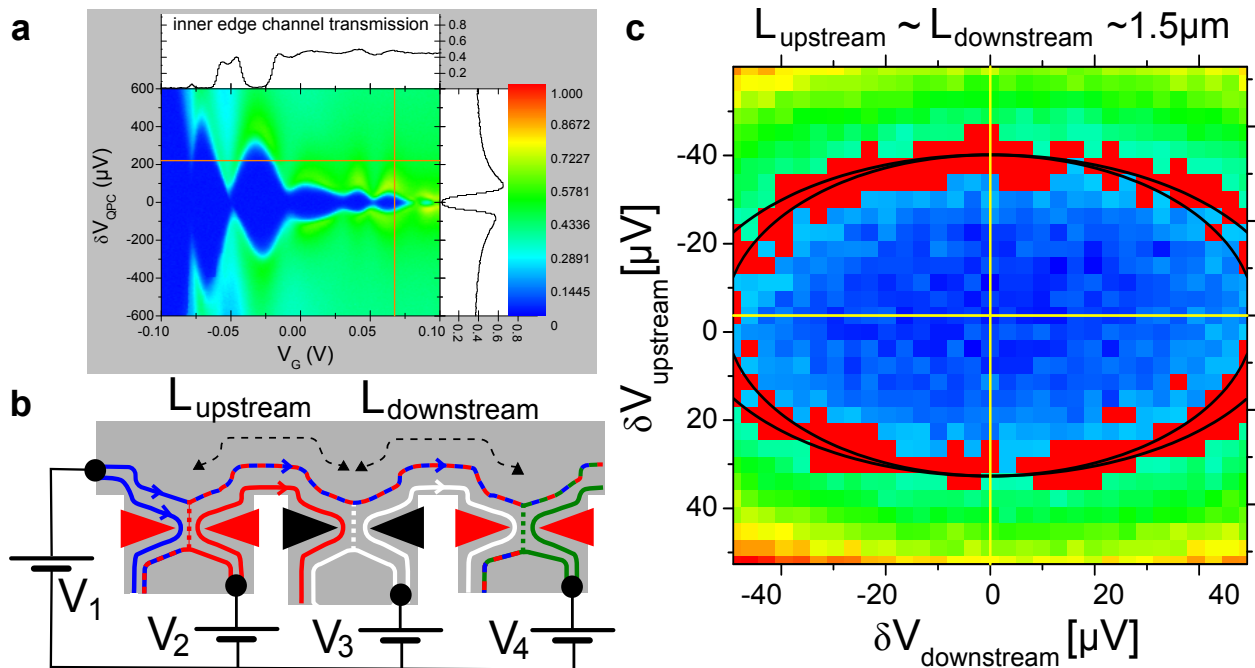 a
inner edge channel transmission
0.8
0.6
0.4
0.2
600
400
200
0
-200
-400
-600
δV_QPC (µV)
-0.10
-0.05
0.00
0.05
0.10
V_G (V)
0.2
0.4
0.6
0.8
1.000
0.8672
0.7227
0.5781
0.4336
0.2891
0.1445
0
b
L_upstream
L_downstream
V_1
V_2
V_3
V_4
c
L_upstream ~ L_downstream ~1.5µm
-40
-20
0
20
40
δV_upstream [µV]
-40
-20
0
20
40
δV_downstream [µV]